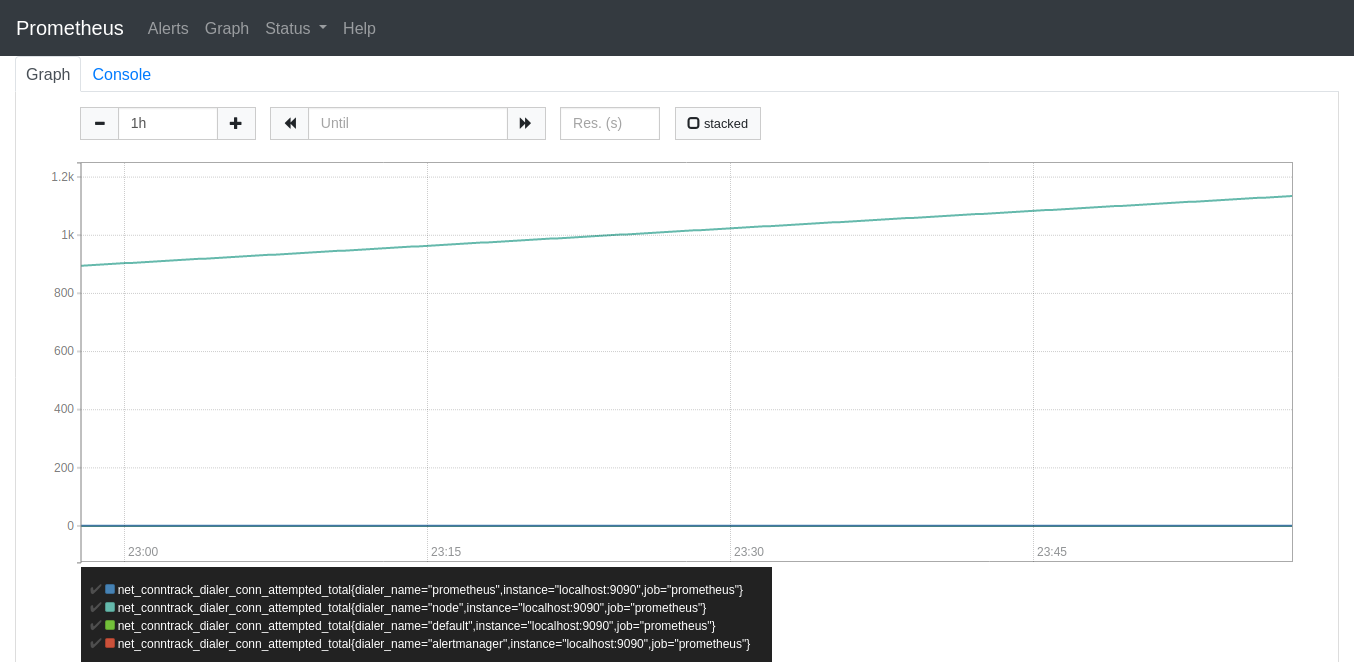 Prometheus Alerts Graph Status Help
Graph Console
1h Until Res. (s) stacked
1.2k
1k
800
600
400
200
0
23:00 23:15 23:30 23:45
net_conntrack_dialer_conn_attempted_total{dialer_name="prometheus",instance="localhost:9090",job="prometheus"}
net_conntrack_dialer_conn_attempted_total{dialer_name="node",instance="localhost:9090",job="prometheus"}
net_conntrack_dialer_conn_attempted_total{dialer_name="default",instance="localhost:9090",job="prometheus"}
net_conntrack_dialer_conn_attempted_total{dialer_name="alertmanager",instance="localhost:9090",job="prometheus"}